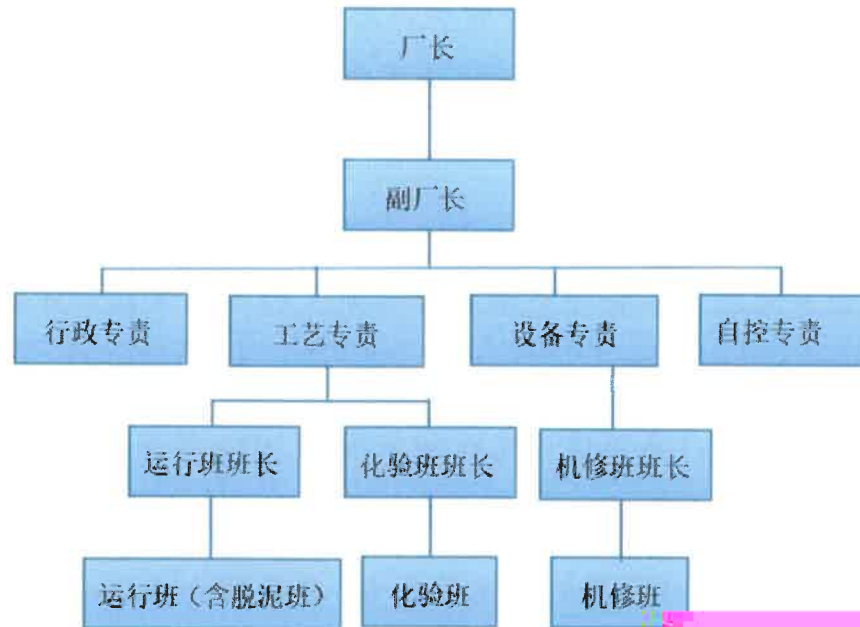 厂长
副厂长
行政专责
工艺专责
设备专责
自控专责
运行班班长
化验班班长
机修班班长
运行班（含脱泥班）
化验班
机修班